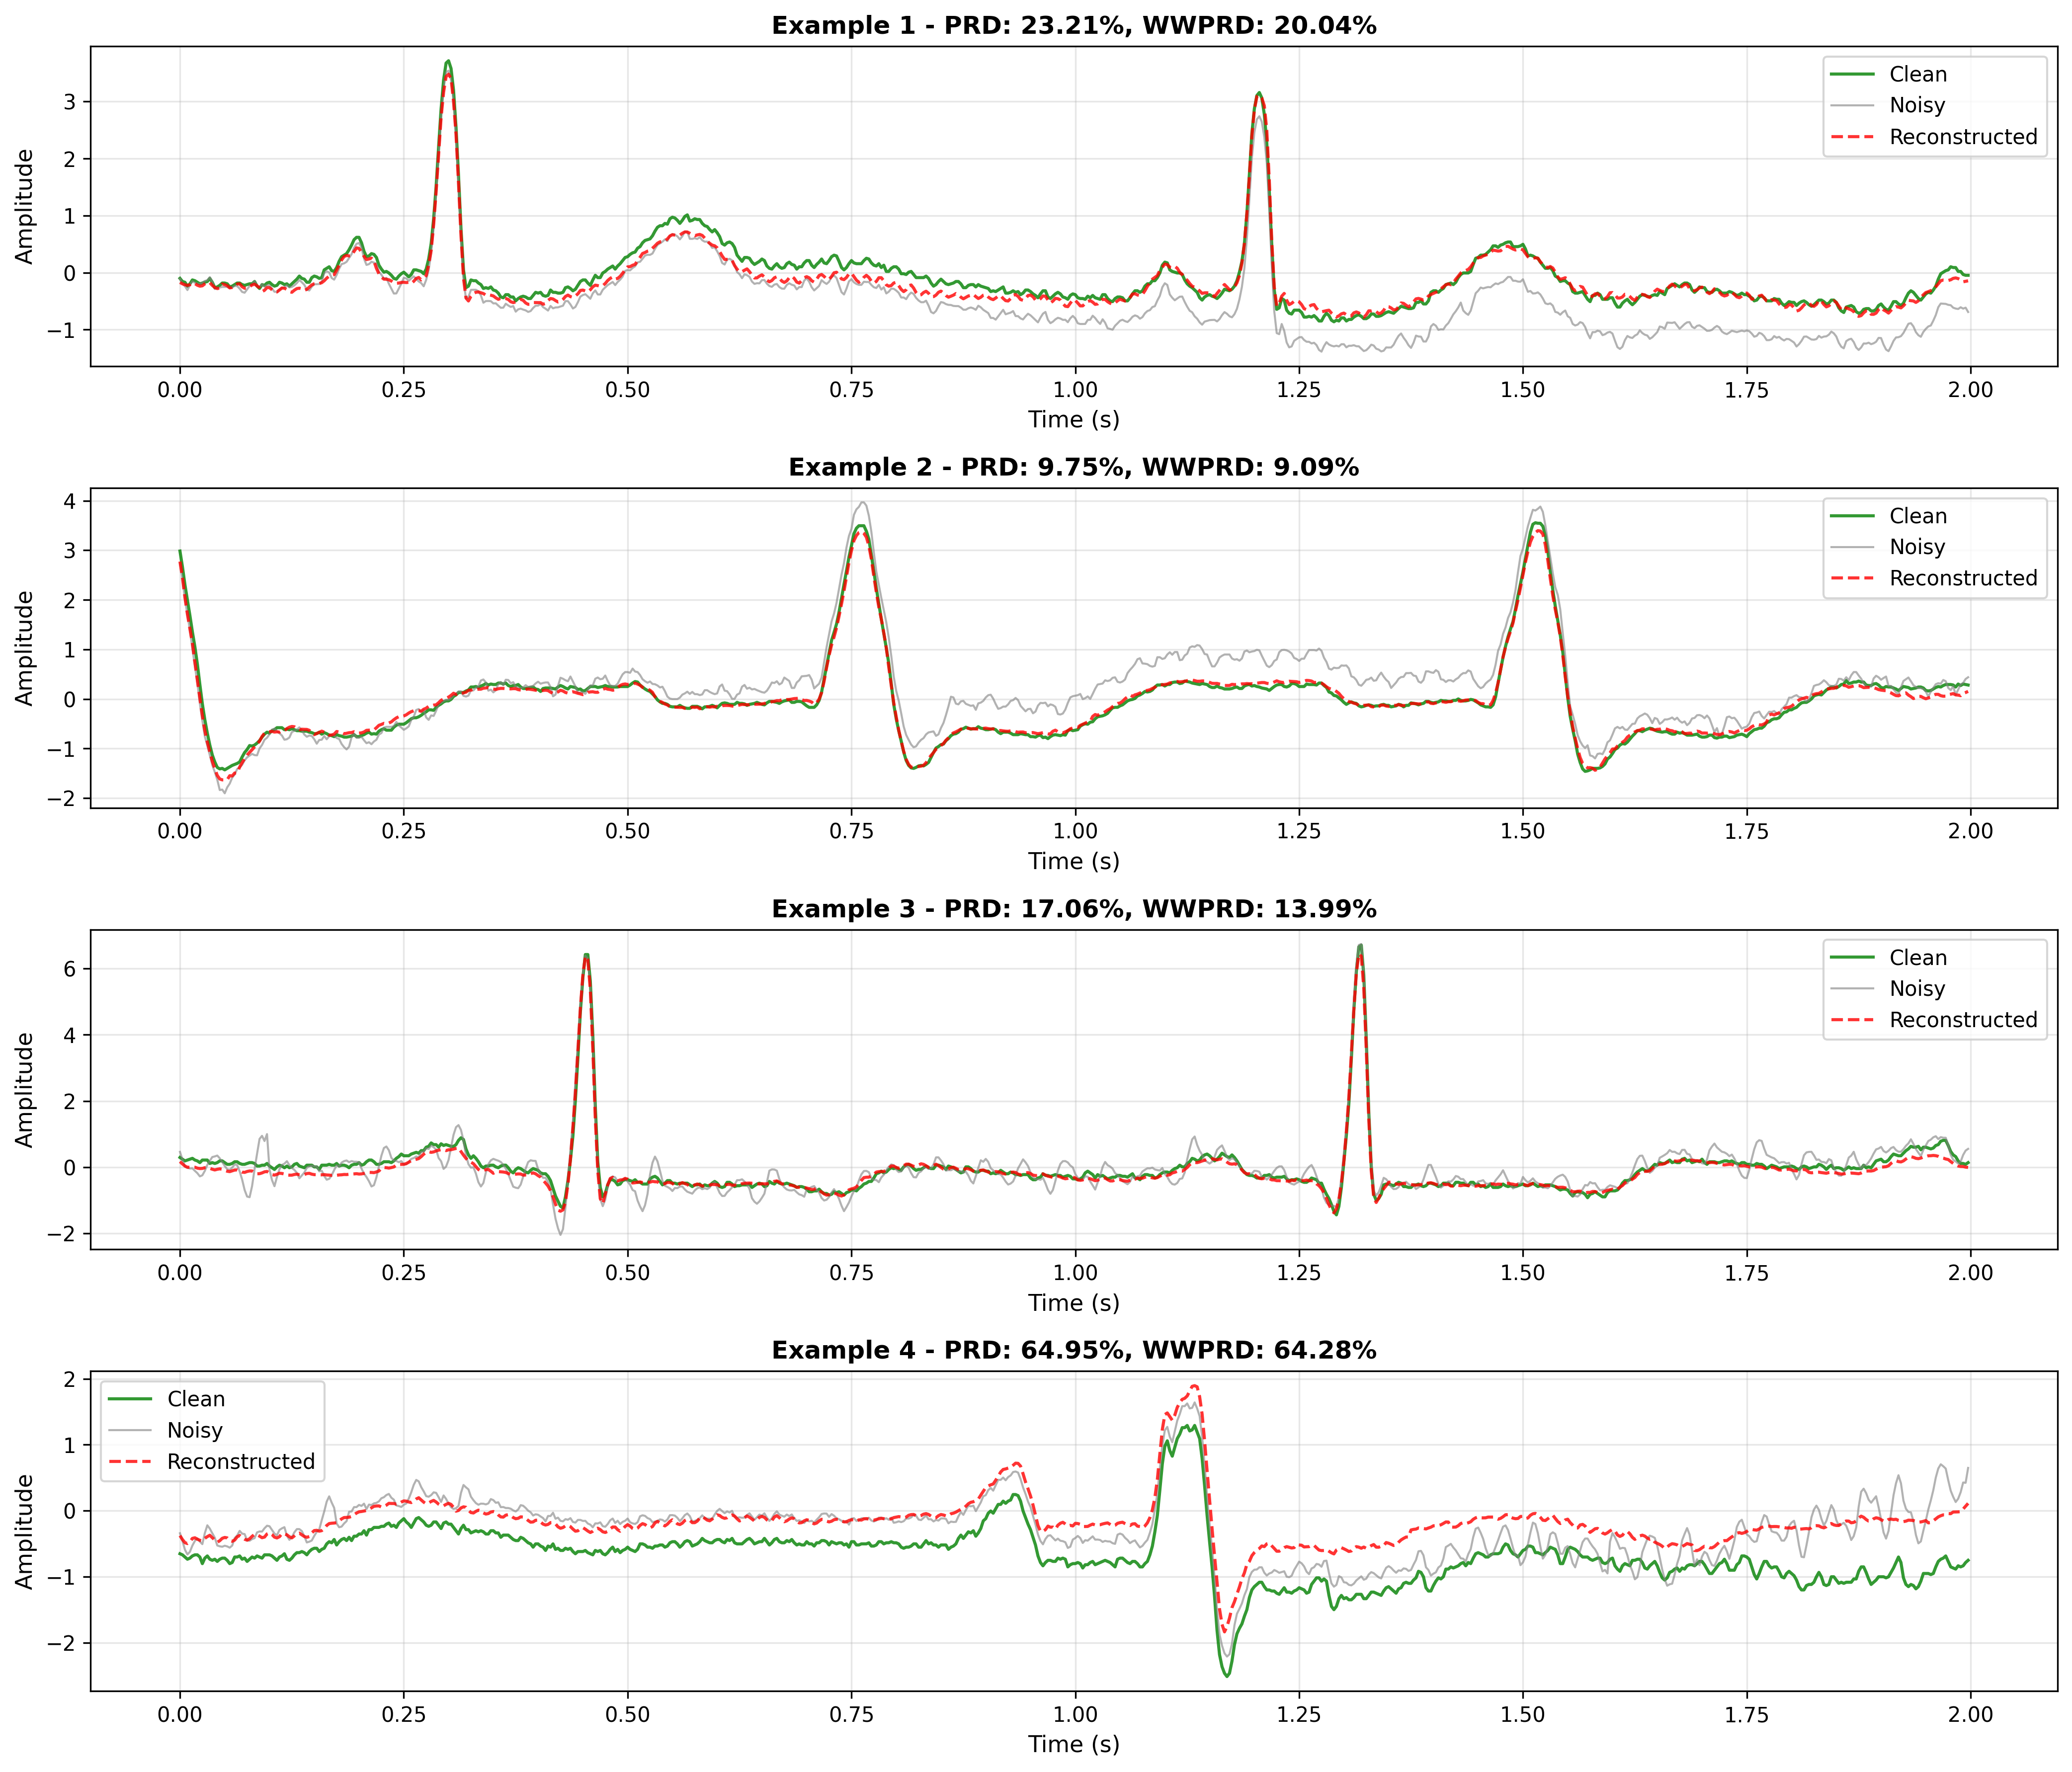 Example 1 - PRD: 23.21%, WWPRD: 20.04%
Clean
Noisy
Reconstructed
Amplitude
3
2
1
0
−1
0.00 0.25 0.50 0.75 1.00 1.25 1.50 1.75 2.00
Time (s)
Example 2 - PRD: 9.75%, WWPRD: 9.09%
Clean
Noisy
Reconstructed
Amplitude
4
3
2
1
0
−1
−2
0.00 0.25 0.50 0.75 1.00 1.25 1.50 1.75 2.00
Time (s)
Example 3 - PRD: 17.06%, WWPRD: 13.99%
Clean
Noisy
Reconstructed
Amplitude
6
4
2
0
−2
0.00 0.25 0.50 0.75 1.00 1.25 1.50 1.75 2.00
Time (s)
Example 4 - PRD: 64.95%, WWPRD: 64.28%
Clean
Noisy
Reconstructed
Amplitude
2
1
0
−1
−2
0.00 0.25 0.50 0.75 1.00 1.25 1.50 1.75 2.00
Time (s)